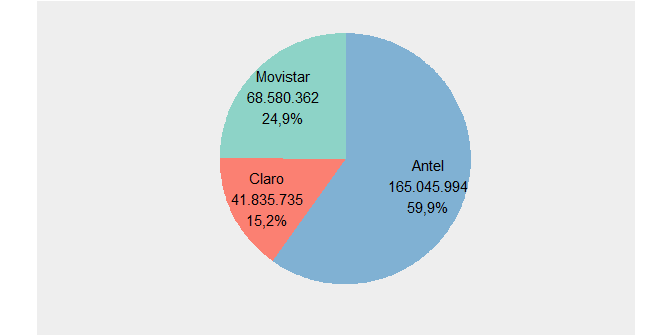 Movistar
68.580.362
24,9%
Antel
165.045.994
59,9%
Claro
41.835.735
15,2%